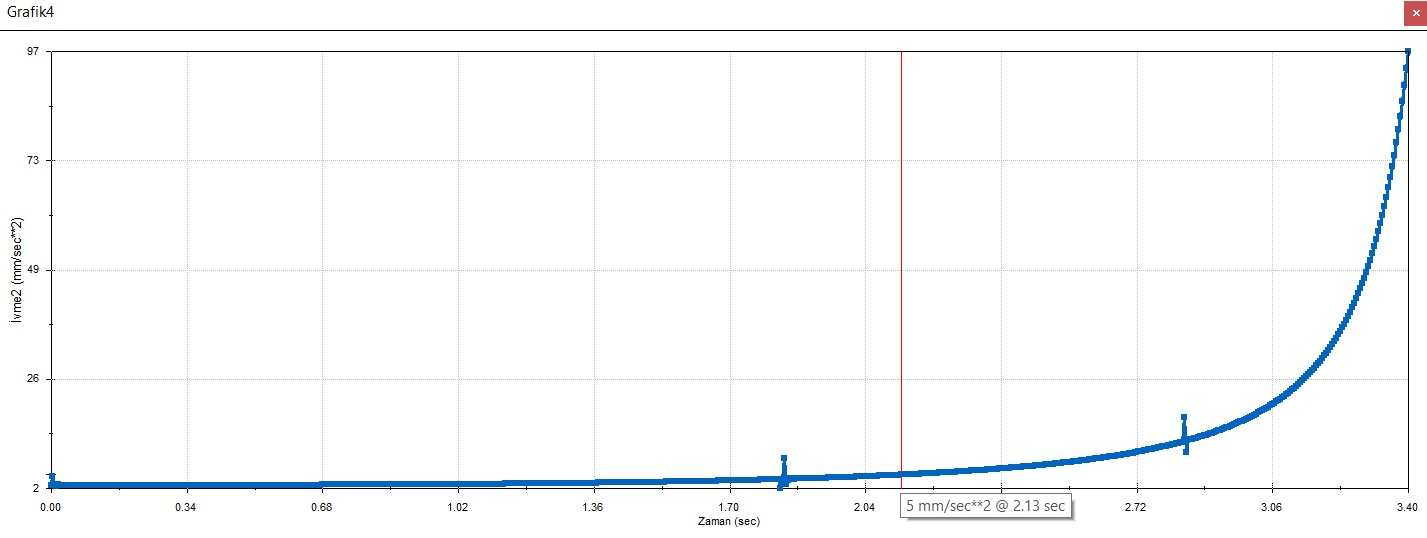 Grafik4
×
97
73
49
26
2
İvme2 (mm/sec**2)
0.00 0.34 0.68 1.02 1.36 1.70 2.04 2.72 3.06 3.40
5 mm/sec**2 @ 2.13 sec
Zaman (sec)